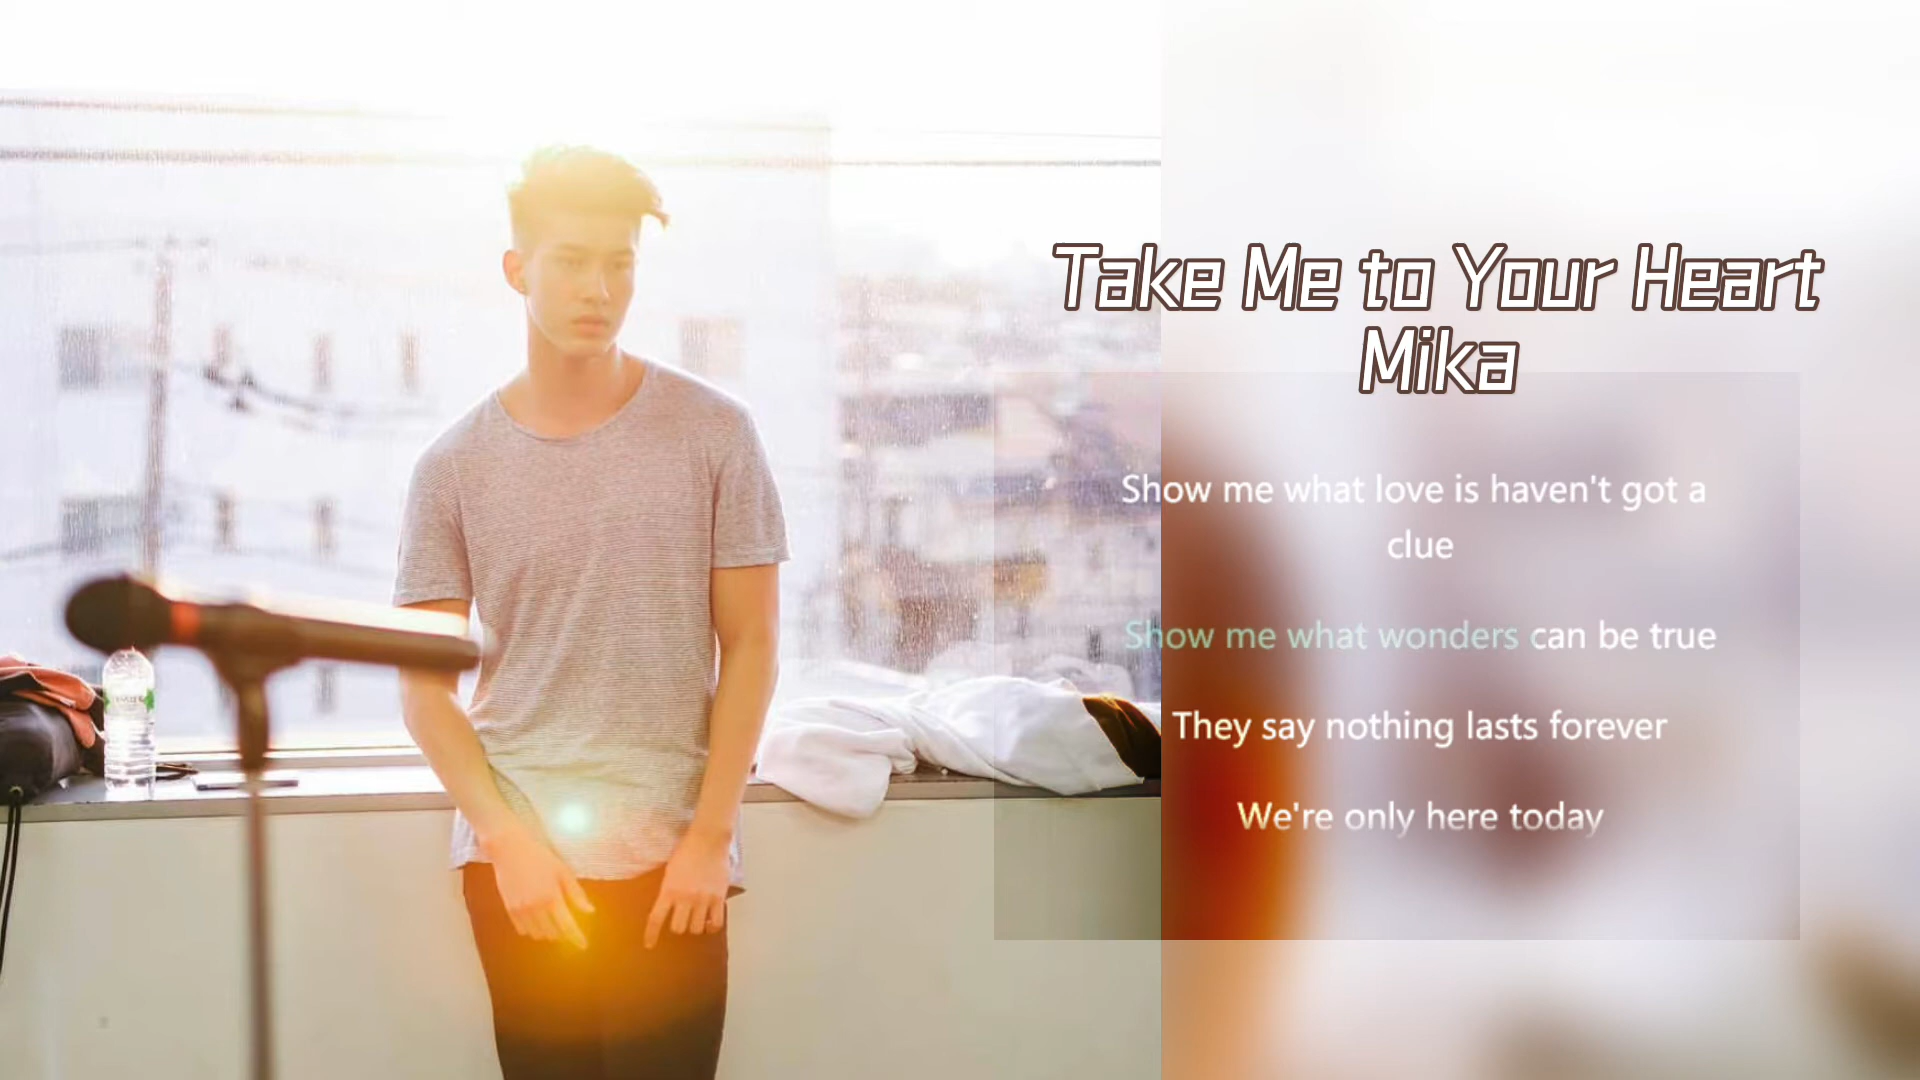 Take Me to Your Heart
Mika
Show me what love is haven't got a
clue
Show me what wonders can be true
They say nothing lasts forever
We're only here today